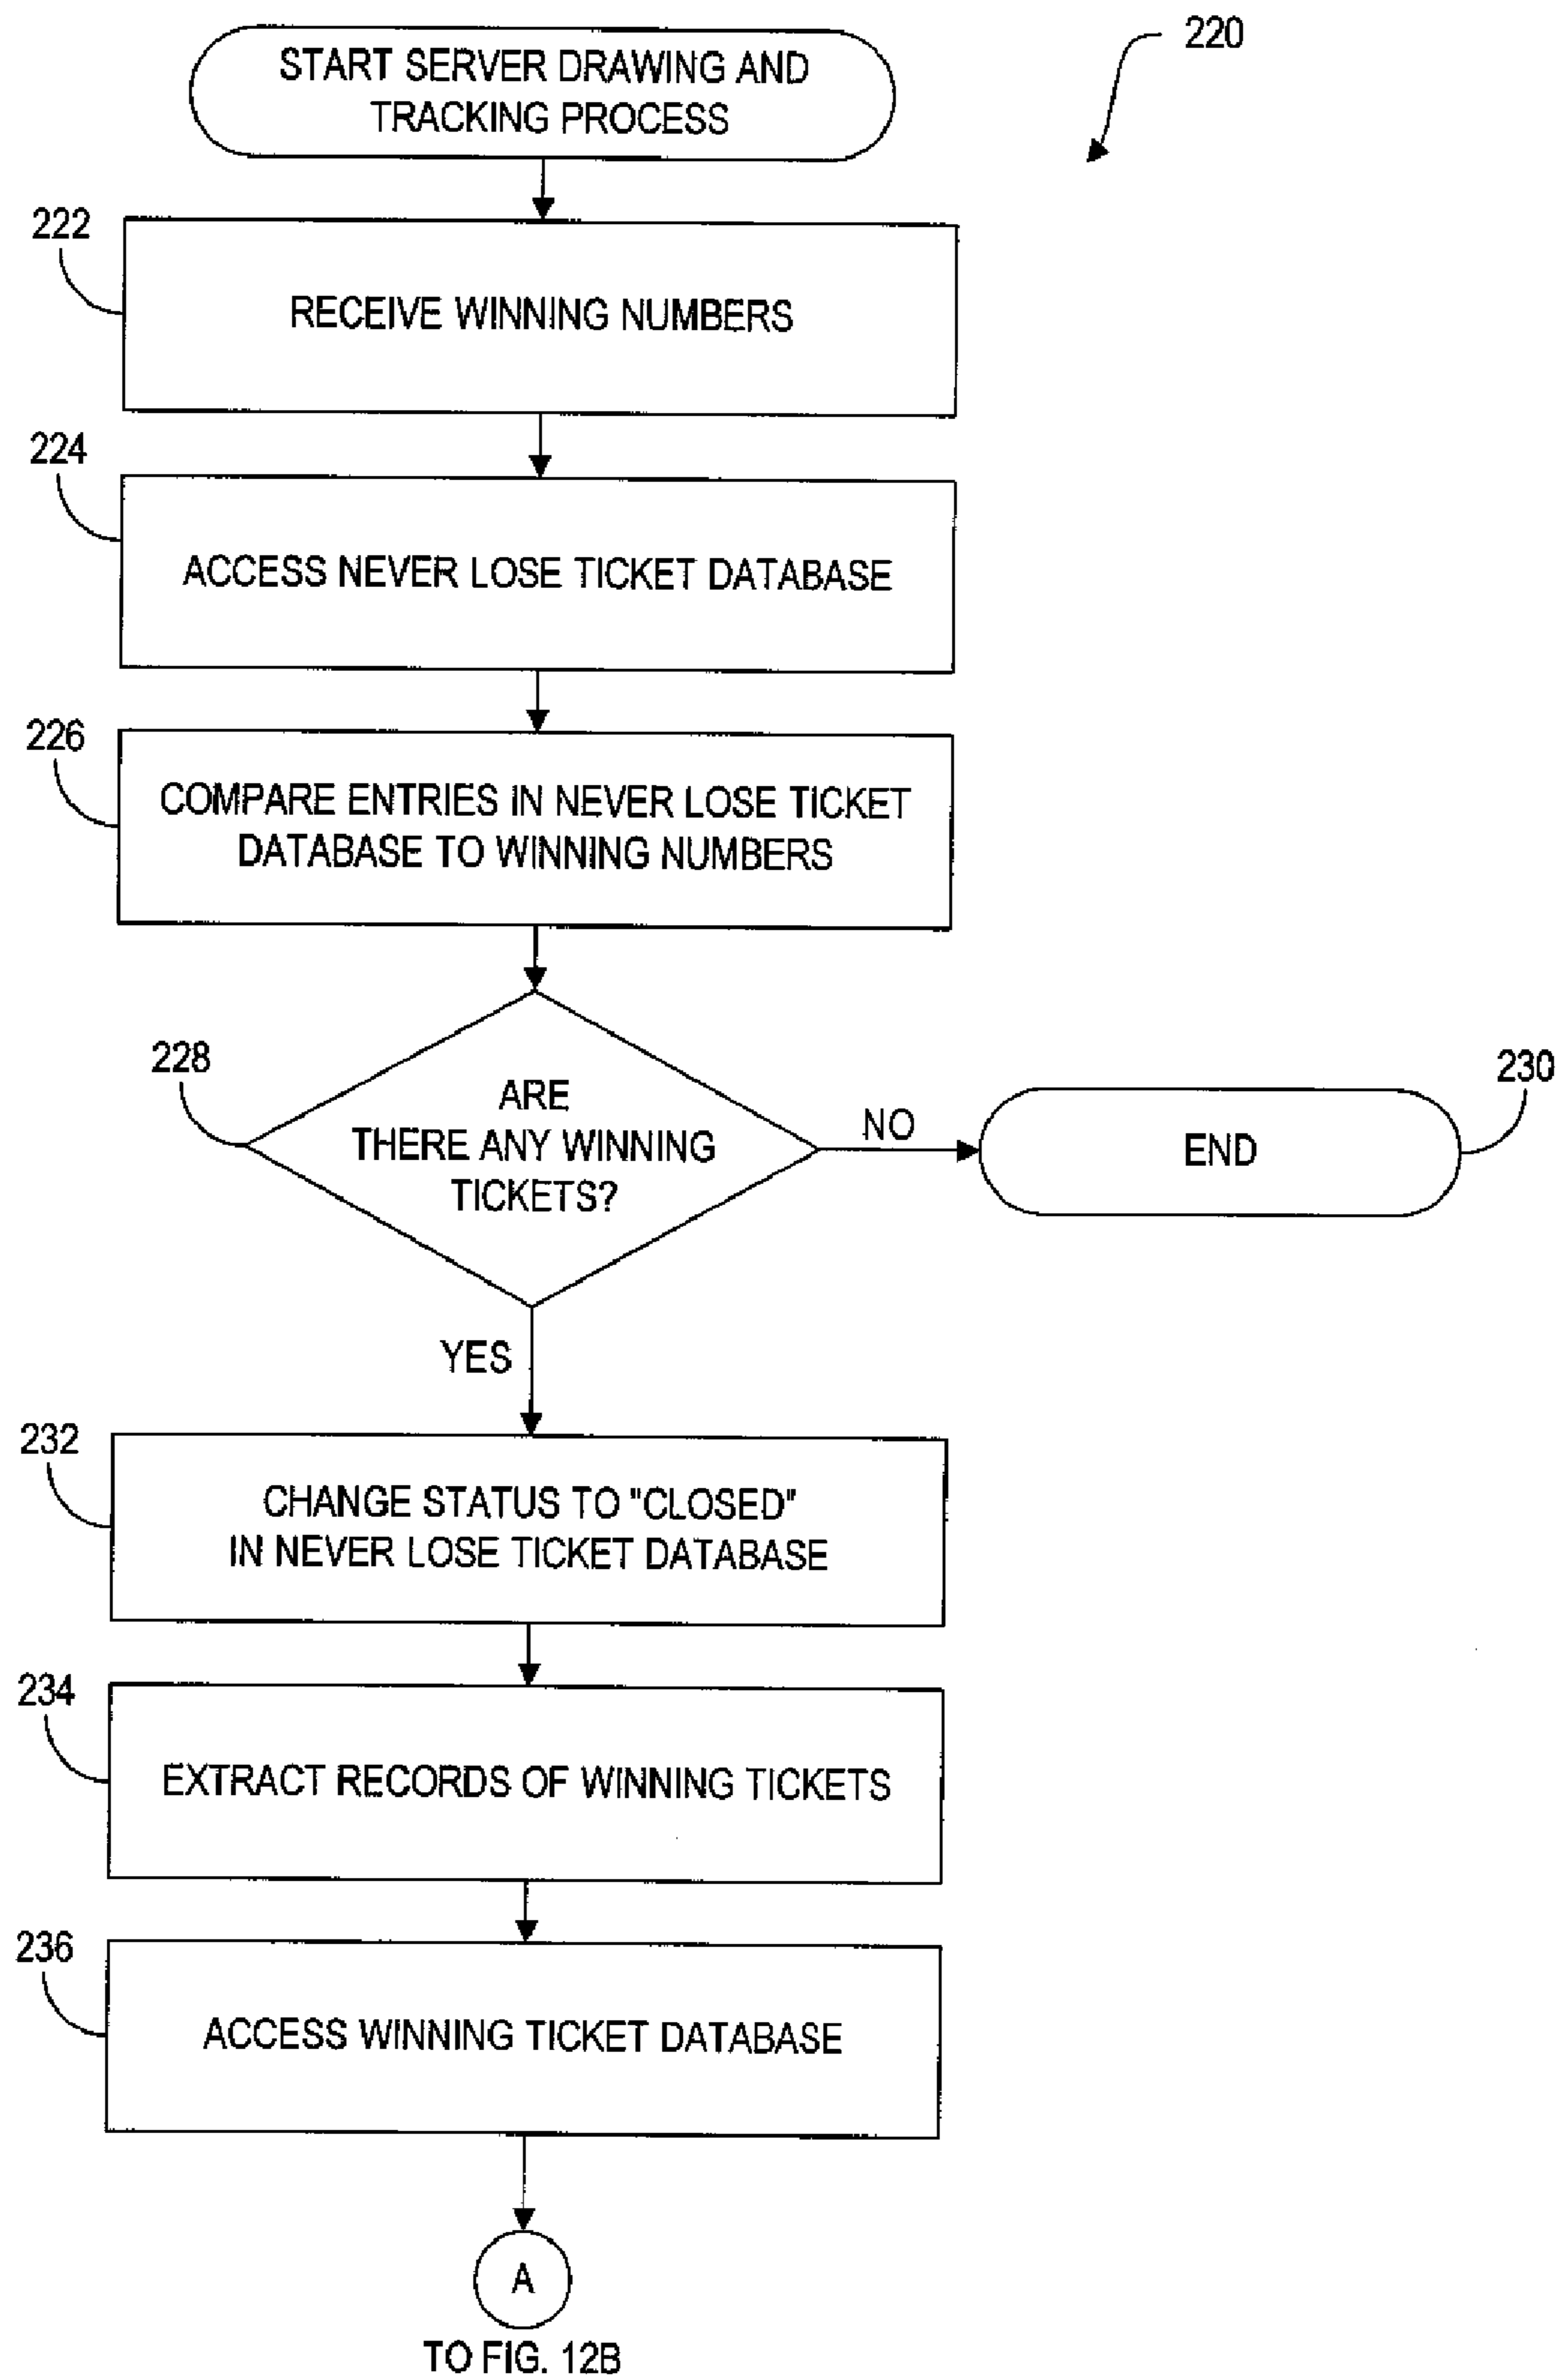 220
START SERVER DRAWING AND
TRACKING PROCESS
222
RECEIVE WINNING NUMBERS
224
ACCESS NEVER LOSE TICKET DATABASE
226
COMPARE ENTRIES IN NEVER LOSE TICKET
DATABASE TO WINNING NUMBERS
228
ARE
THERE ANY WINNING
TICKETS?
NO
230
END
YES
232
CHANGE STATUS TO "CLOSED"
IN NEVER LOSE TICKET DATABASE
234
EXTRACT RECORDS OF WINNING TICKETS
236
ACCESS WINNING TICKET DATABASE
A
TO FIG. 12B